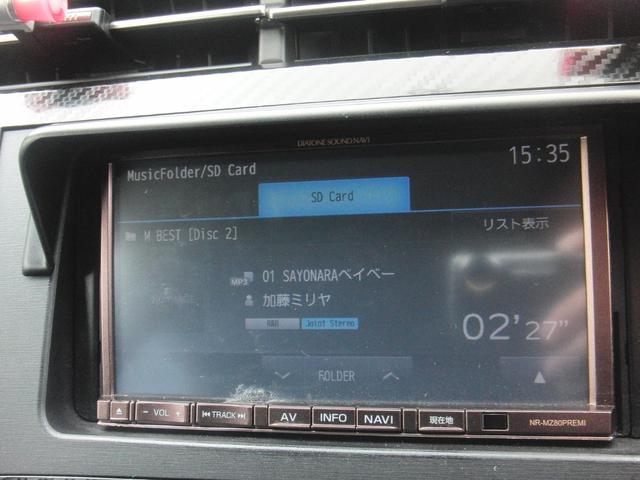 DIATONE SOUND.NAVI
MusicFolder/SD Card
15:35
SD Card
M BEST [Disc 2]
リスト表示
MP3
01 SAYONARAベイベー
加藤ミリヤ
R&B
Joint Stereo
02'27"
FOLDER
- VOL +
TRACK
AV
INFO
NAVI
現在地
NR-MZ80PREMI